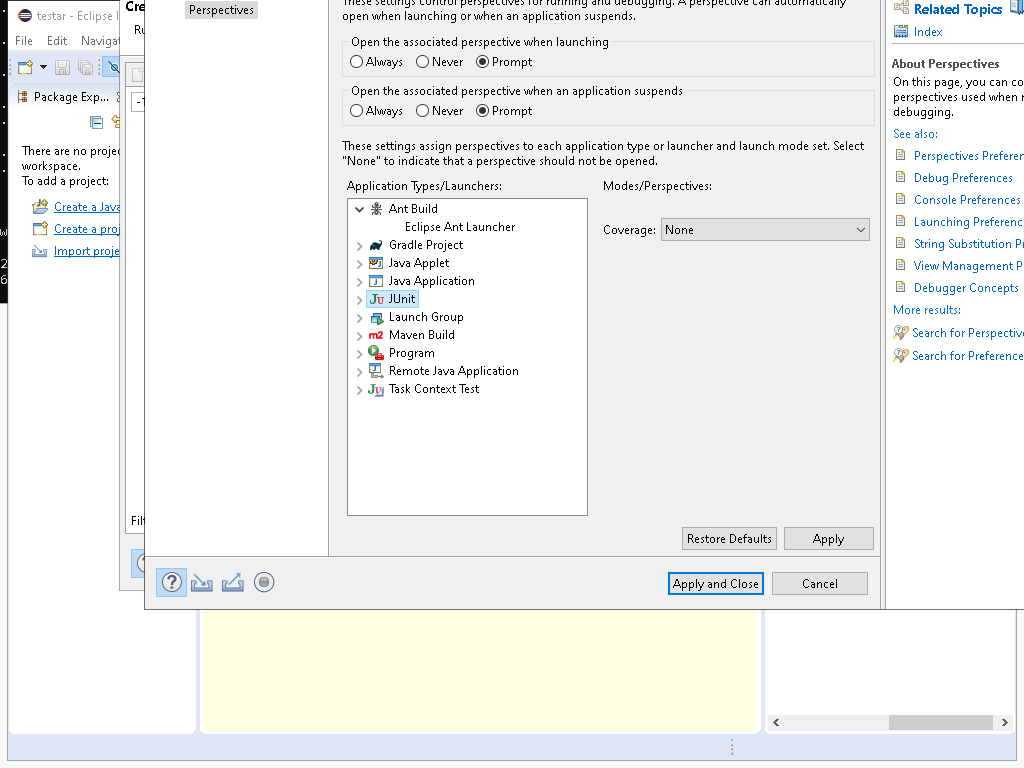 testar - Eclipse I
File Edit Navigat
Package Exp...
There are no proje
workspace.
To add a project:
Create a Java
Create a proj
Import proje
Cre
Ru
Filt
Perspectives
These settings control perspectives for running and debugging. A perspective can automatically
open when launching or when an application suspends.
Open the associated perspective when launching
Always Never Prompt
Open the associated perspective when an application suspends
Always Never Prompt
These settings assign perspectives to each application type or launcher and launch mode set. Select
"None" to indicate that a perspective should not be opened.
Application Types/Launchers:
Modes/Perspectives:
Ant Build
Eclipse Ant Launcher
Gradle Project
Java Applet
Java Application
JUnit
Launch Group
Maven Build
Program
Remote Java Application
Task Context Test
Coverage: None
Restore Defaults Apply
Apply and Close Cancel
Related Topics
Index
About Perspectives
On this page, you can co
perspectives used when r
debugging.
See also:
Perspectives Preferen
Debug Preferences
Console Preferences
Launching Preferenc
String Substitution P
View Management P
Debugger Concepts
More results:
Search for Perspective
Search for Preference